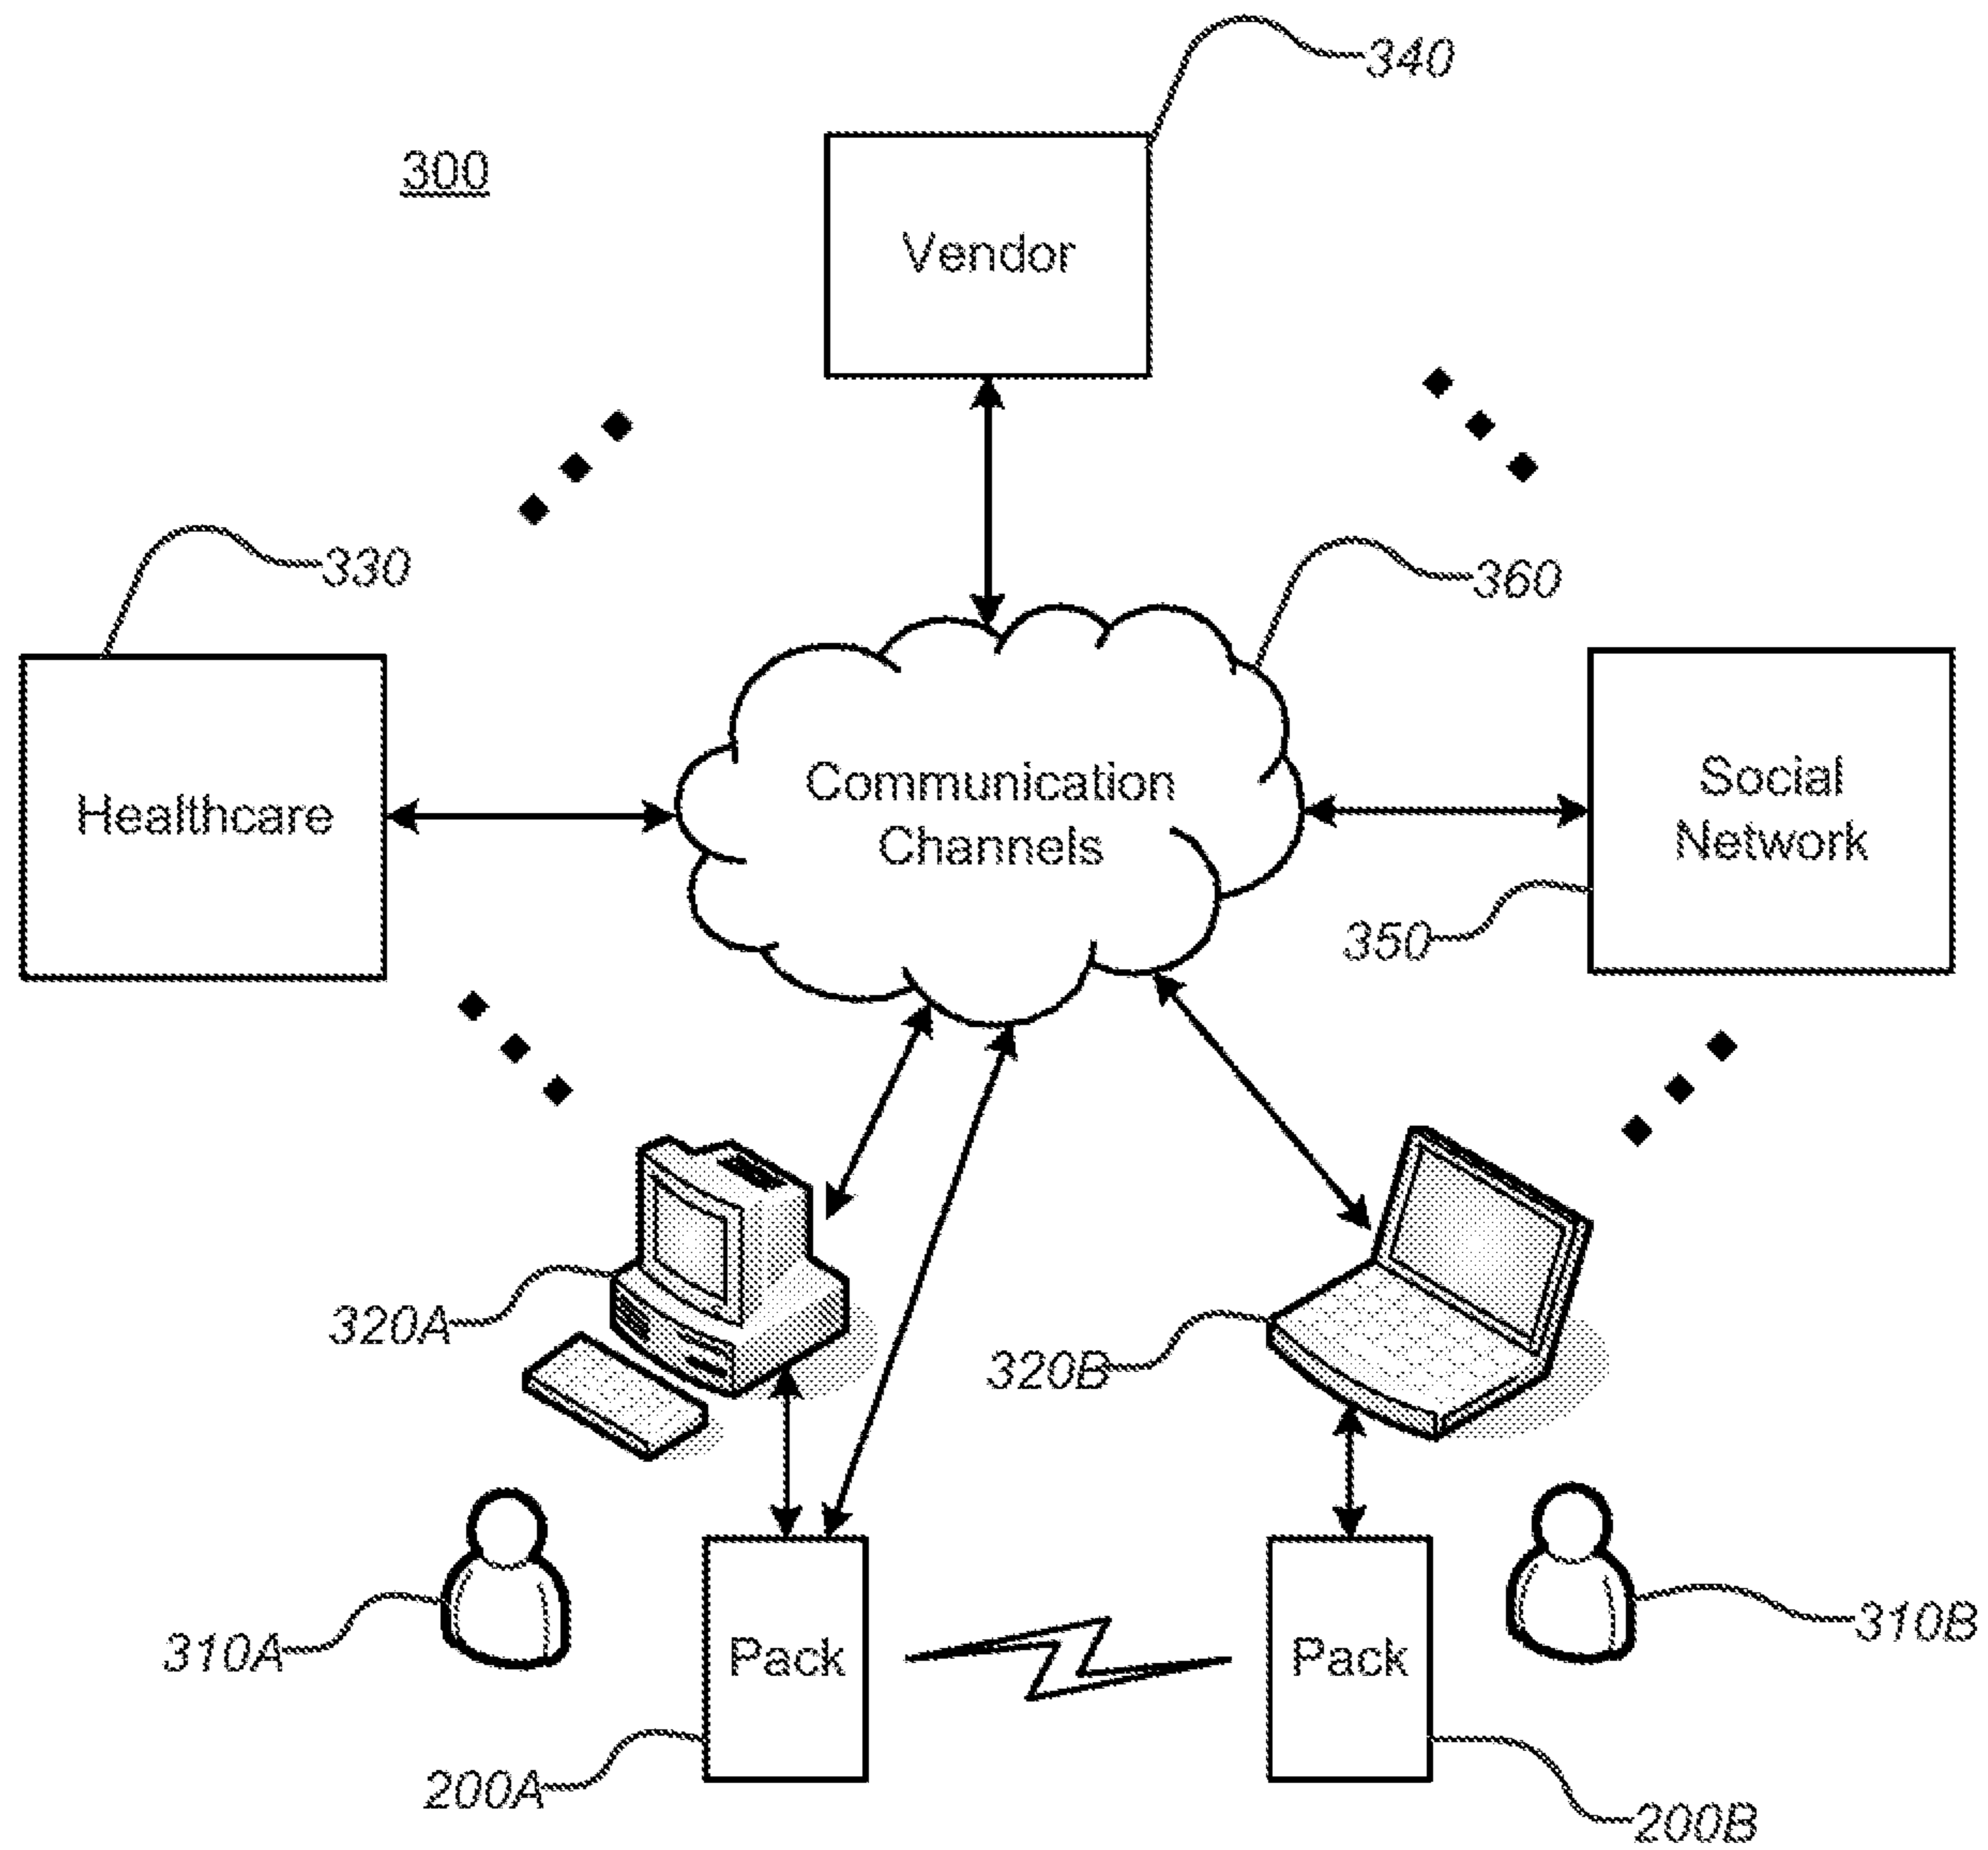 340
300
Vendor
330
360
Healthcare
Communication
Channels
Social
Network
350
320A
320B
310A
Pack
Pack
310B
200A
200B